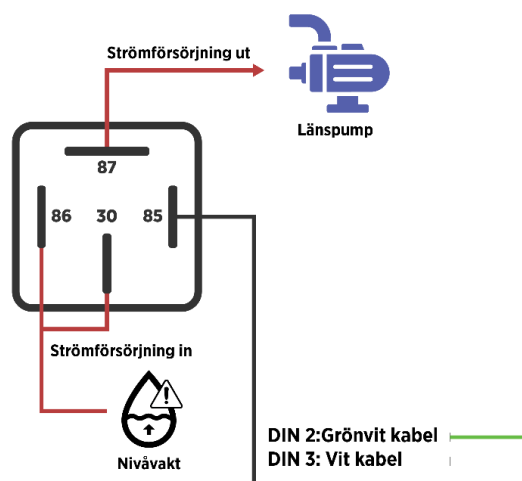 Strömförsörjning ut
Länspump
87
86 30 85
Strömförsörjning in
Nivåvakt
DIN 2:Grönvit kabel
DIN 3: Vit kabel